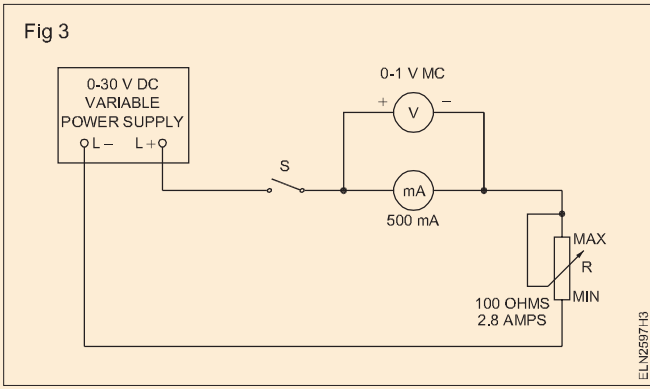 Fig 3
0-30 V DC
VARIABLE
POWER SUPPLY
L- L+
S
0-1 V MC
+ -
V
mA
500 mA
MAX
R
MIN
100 OHMS
2.8 AMPS
ELN2597H3